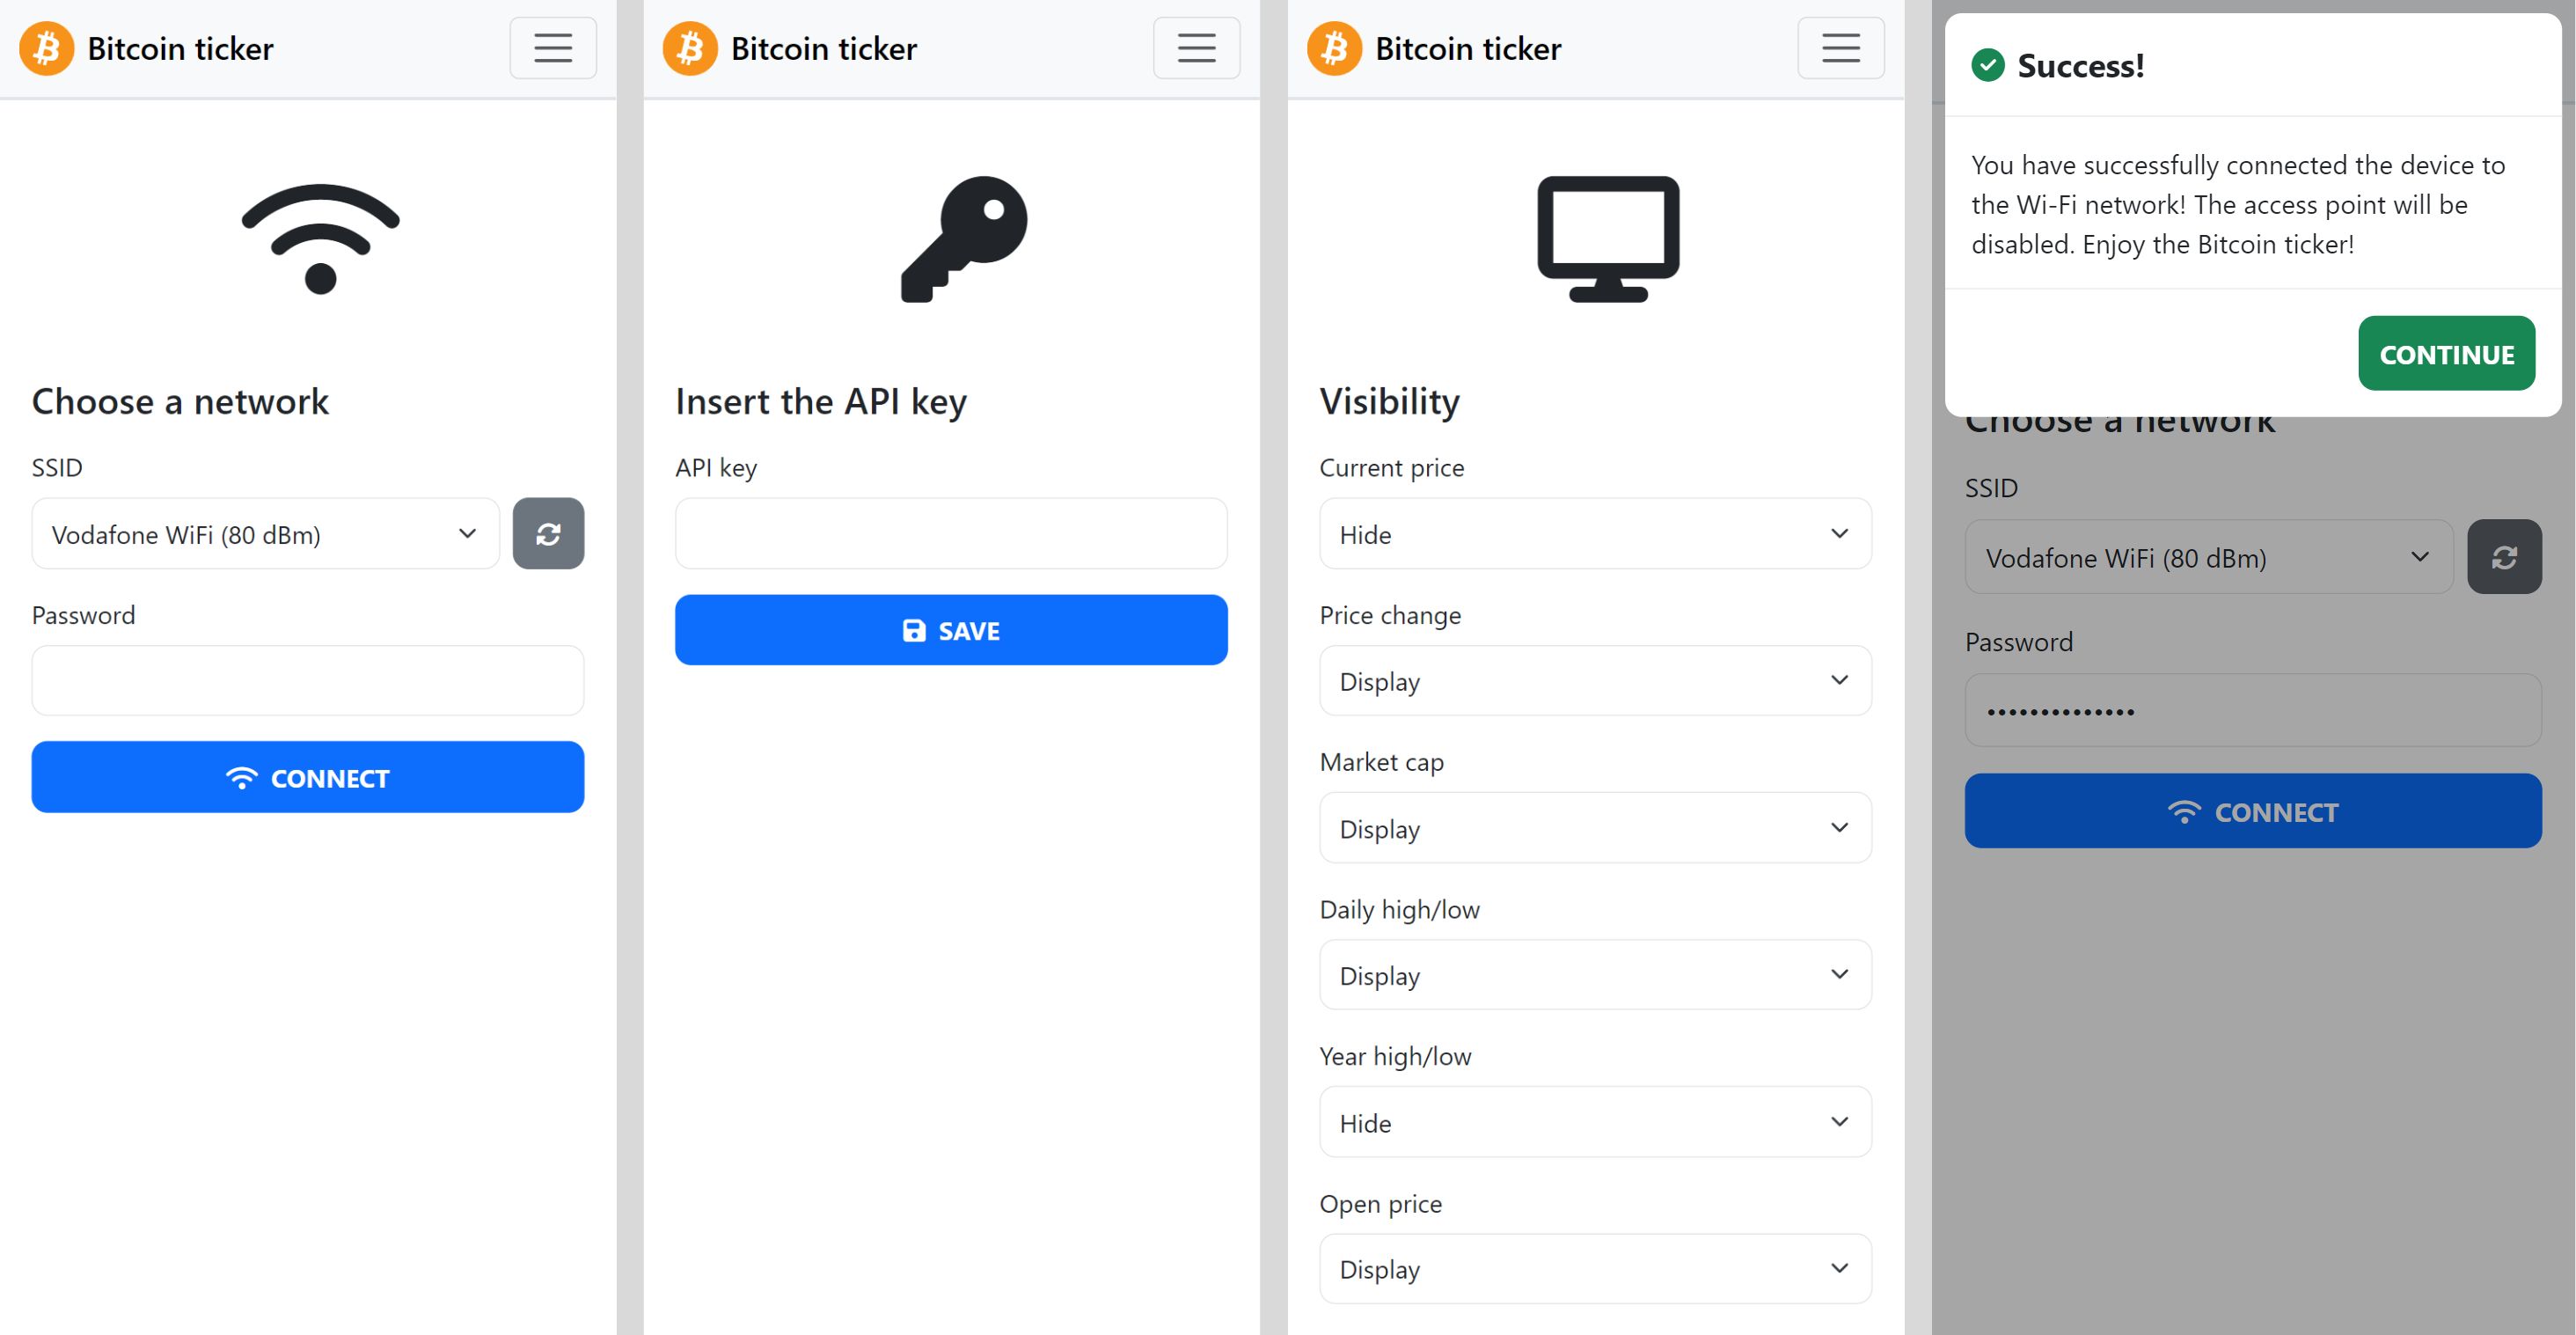 Bitcoin ticker
Choose a network
SSID
Vodafone WiFi (80 dBm)
Password
CONNECT
Bitcoin ticker
Insert the API key
API key
SAVE
Bitcoin ticker
Visibility
Current price
Hide
Price change
Display
Market cap
Display
Daily high/low
Display
Year high/low
Hide
Open price
Display
Success!
You have successfully connected the device to
the Wi-Fi network! The access point will be
disabled. Enjoy the Bitcoin ticker!
CONTINUE
Choose a network
SSID
Vodafone WiFi (80 dBm)
Password
••••••••••••••
CONNECT